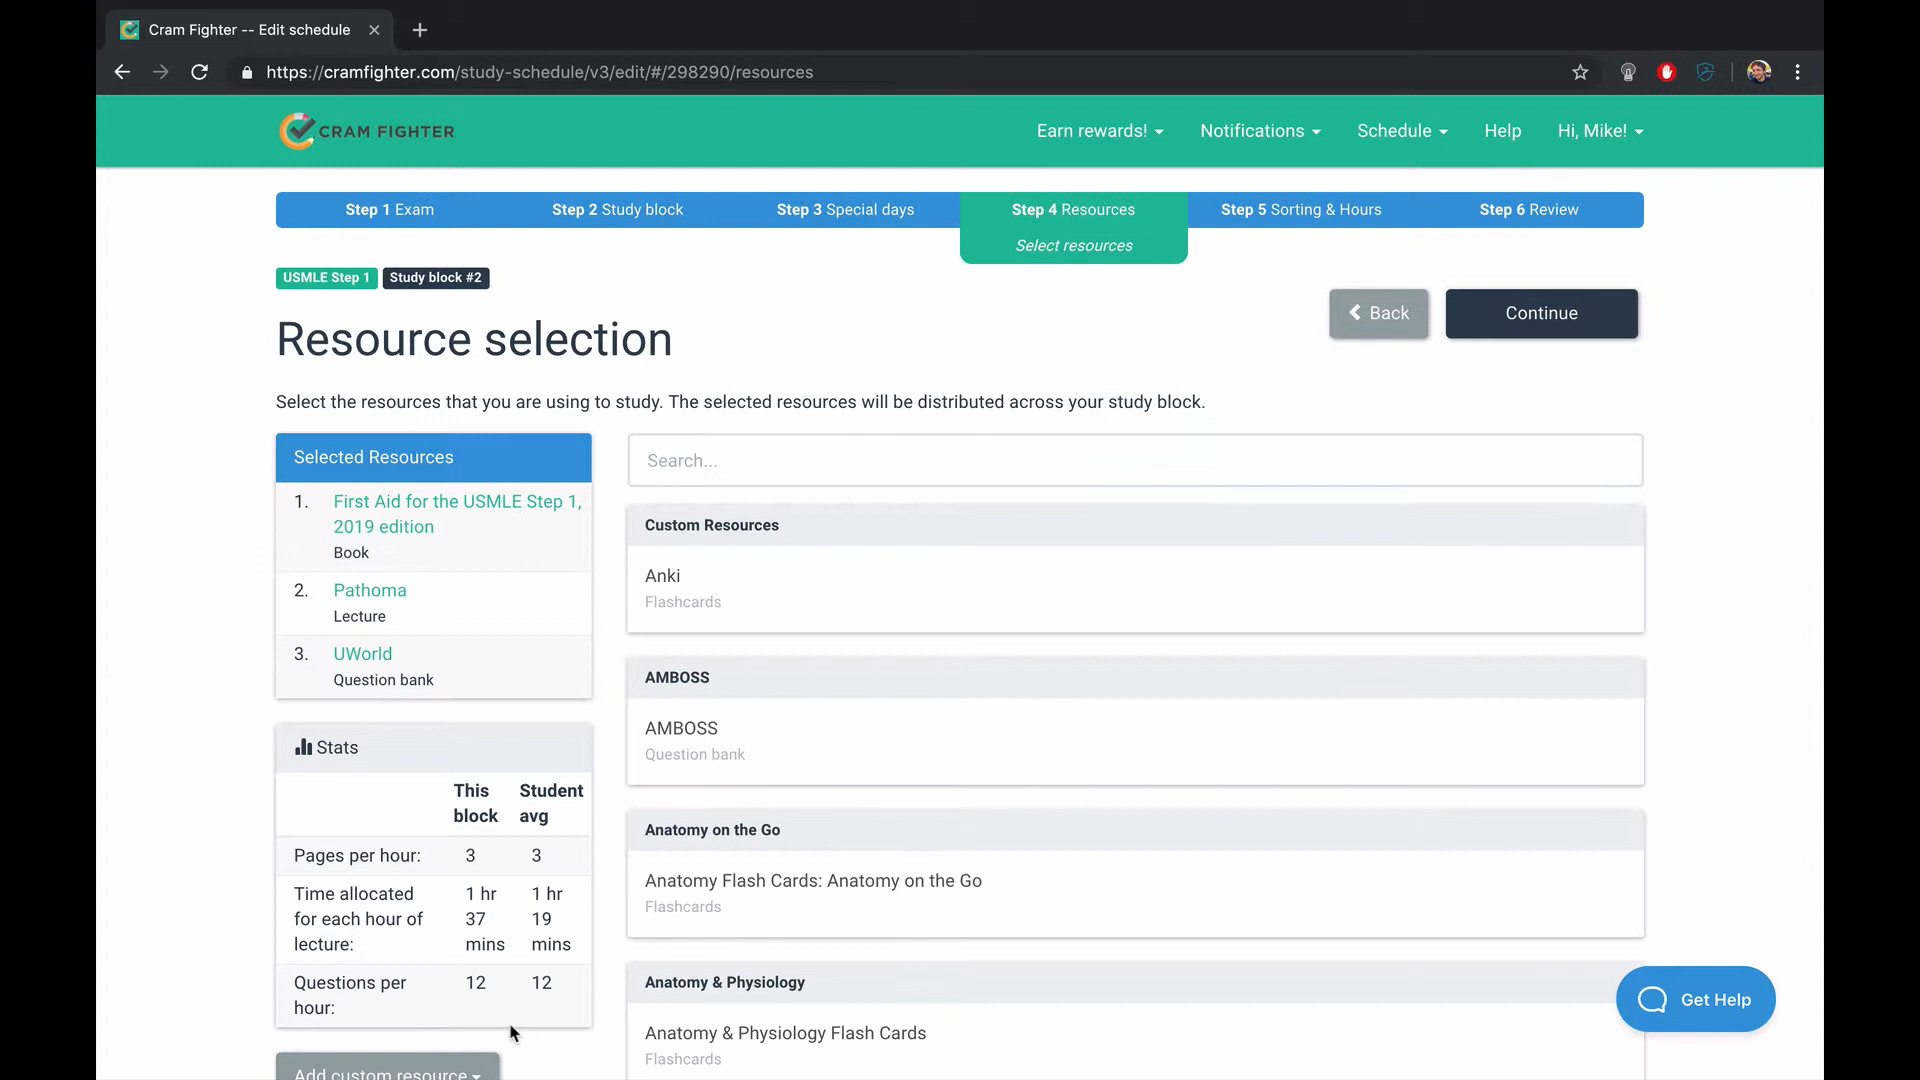 Cram Fighter -- Edit schedule
https://cramfighter.com/study-schedule/v3/edit/#/298290/resources
CRAM FIGHTER
Earn rewards! Notifications Schedule Help Hi, Mike!
Step 1 Exam Step 2 Study block Step 3 Special days Step 4 Resources Step 5 Sorting & Hours Step 6 Review
Select resources
USMLE Step 1 Study block #2
Back Continue
Resource selection
Select the resources that you are using to study. The selected resources will be distributed across your study block.
Selected Resources
1. First Aid for the USMLE Step 1,
2019 edition
Book
2. Pathoma
Lecture
3. UWorld
Question bank
Stats
This Student
block avg
Pages per hour: 3 3
Time allocated 1 hr 1 hr
for each hour of 37 19
lecture: mins mins
Questions per 12 12
hour:
Add custom resource
Search...
Custom Resources
Anki
Flashcards
AMBOSS
AMBOSS
Question bank
Anatomy on the Go
Anatomy Flash Cards: Anatomy on the Go
Flashcards
Anatomy & Physiology
Anatomy & Physiology Flash Cards
Flashcards
Get Help